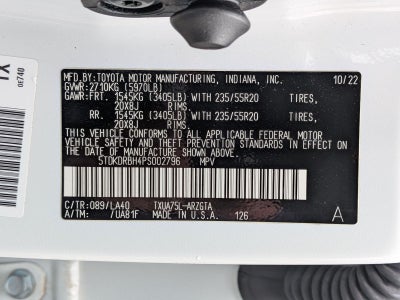 MFD.BY:TOYOTA MOTOR MANUFACTURING, INDIANA, INC. 10/22
GVWR:2710KG (5970LB)
GAWR:FRT. 1545KG (3405LB) WITH 235/55R20 TIRES,
20X8J RIMS
RR. 1545KG (3405LB) WITH 235/55R20 TIRES,
20X8J RIMS
THIS VEHICLE CONFORMS TO ALL APPLICABLE FEDERAL MOTOR
VEHICLE SAFETY AND THEFT PREVENTION STANDARDS IN EFFECT
ON THE DATE OF MANUFACTURE SHOWN ABOVE.
5TDKDRBH4PS002796 MPV
C/TR:089/LA40 TXUA75L-ARZGTA
A/TM: /UA81F MADE IN U.S.A. 126 A
0E740